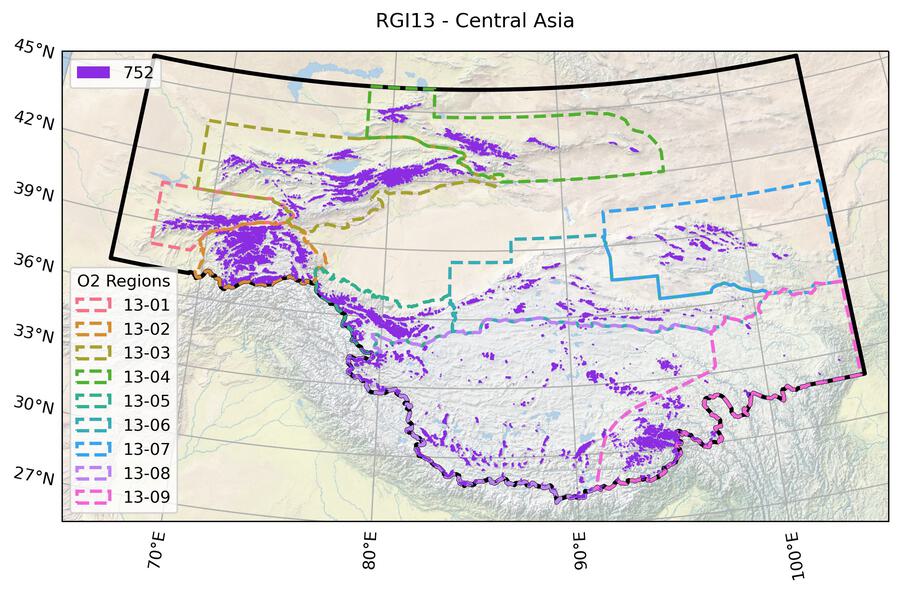 RGI13 - Central Asia
45°N
42°N
39°N
36°N
33°N
30°N
27°N
752
O2 Regions
13-01
13-02
13-03
13-04
13-05
13-06
13-07
13-08
13-09
70°E
80°E
90°E
100°E